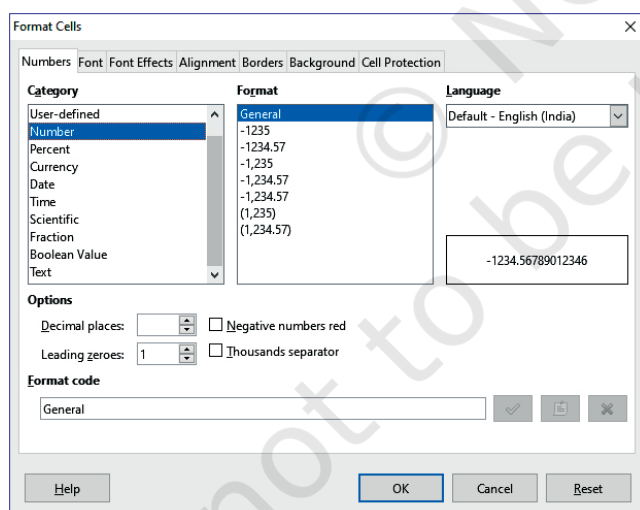 Format Cells
Numbers Font Font Effects Alignment Borders Background Cell Protection
Category
User-defined
Number
Percent
Currency
Date
Time
Scientific
Fraction
Boolean Value
Text
Format
General
-1235
-1234.57
-1,235
-1,234.57
-1,234.57
(1,235)
(1,234.57)
Language
Default - English (India)
-1234.56789012346
Options
Decimal places:
Negative numbers red
Leading zeroes: 1
Thousands separator
Format code
General
Help OK Cancel Reset
©
not to be